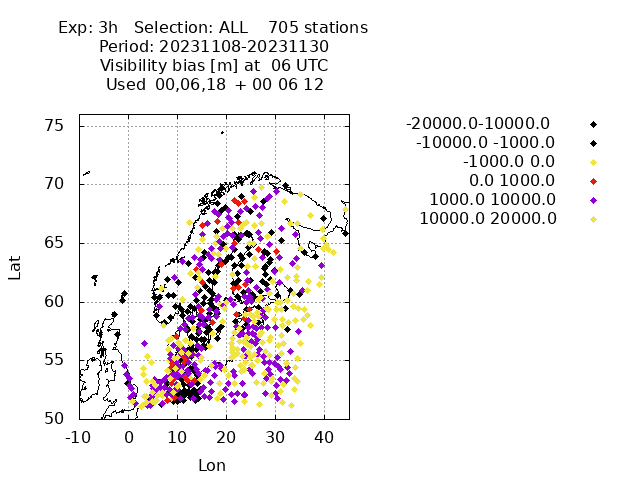 Exp: 3h   Selection: ALL    705 stations
Period: 20231108-20231130
Visibility bias [m] at  06 UTC
Used  00,06,18  + 00 06 12
-20000.0-10000.0
-10000.0 -1000.0
-1000.0 0.0
0.0 1000.0
1000.0 10000.0
10000.0 20000.0
75
70
65
60
55
50
Lat
-10 0 10 20 30 40
Lon